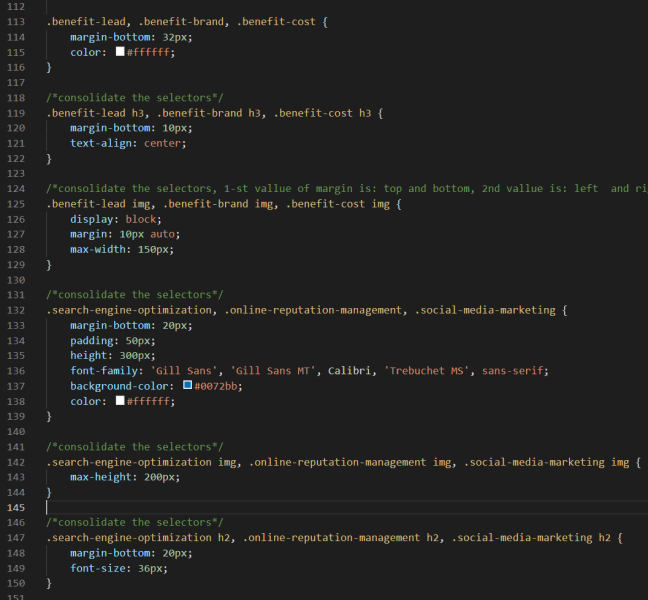 112
113 .benefit-lead, .benefit-brand, .benefit-cost {
114 margin-bottom: 32px;
115 color: #ffffff;
116 }
117
118 /*consolidate the selectors*/
119 .benefit-lead h3, .benefit-brand h3, .benefit-cost h3 {
120 margin-bottom: 10px;
121 text-align: center;
122 }
123
124 /*consolidate the selectors, 1-st vallue of margin is: top and bottom, 2nd vallue is: left  and ri
125 .benefit-lead img, .benefit-brand img, .benefit-cost img {
126 display: block;
127 margin: 10px auto;
128 max-width: 150px;
129 }
130
131 /*consolidate the selectors*/
132 .search-engine-optimization, .online-reputation-management, .social-media-marketing {
133 margin-bottom: 20px;
134 padding: 50px;
135 height: 300px;
136 font-family: 'Gill Sans', 'Gill Sans MT', Calibri, 'Trebuchet MS', sans-serif;
137 background-color: #0072bb;
138 color: #ffffff;
139 }
140
141 /*consolidate the selectors*/
142 .search-engine-optimization img, .online-reputation-management img, .social-media-marketing img {
143 max-height: 200px;
144 }
145
146 /*consolidate the selectors*/
147 .search-engine-optimization h2, .online-reputation-management h2, .social-media-marketing h2 {
148 margin-bottom: 20px;
149 font-size: 36px;
150 }
151